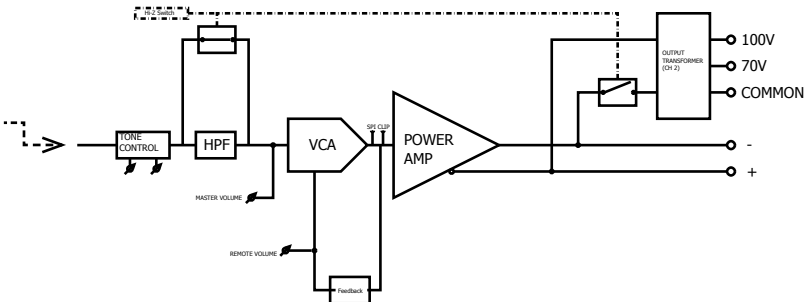 Hi-Z Switch
OUTPUT
TRANSFORMER
(CH 2)
100V
70V
COMMON
TONE
CONTROL
HPF
VCA
SPI CLIP
POWER
AMP
-
+
MASTER VOLUME
REMOTE VOLUME
Feedback